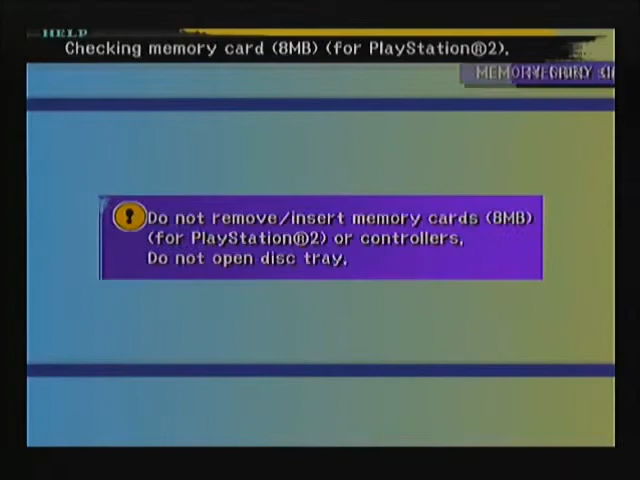 HELP
Checking memory card (8MB) (for PlayStation®2).
Do not remove/insert memory cards (8MB)
(for PlayStation®2) or controllers.
Do not open disc tray.